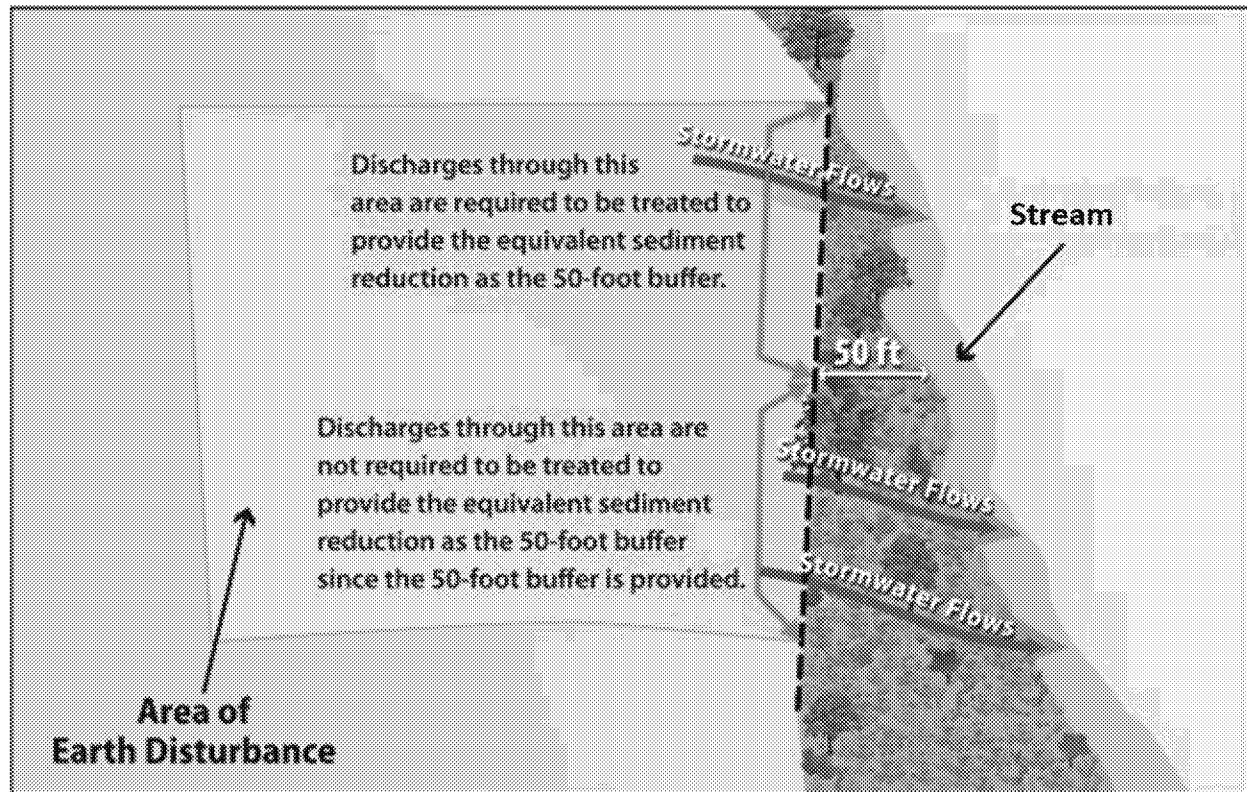 Stormwater Flows
Discharges through this
area are required to be treated to
provide the equivalent sediment
reduction as the 50-foot buffer.
Stream
50 ft
Discharges through this area are
not required to be treated to
provide the equivalent sediment
reduction as the 50-foot buffer
since the 50-foot buffer is provided.
Stormwater Flows
Stormwater Flows
Area of
Earth Disturbance